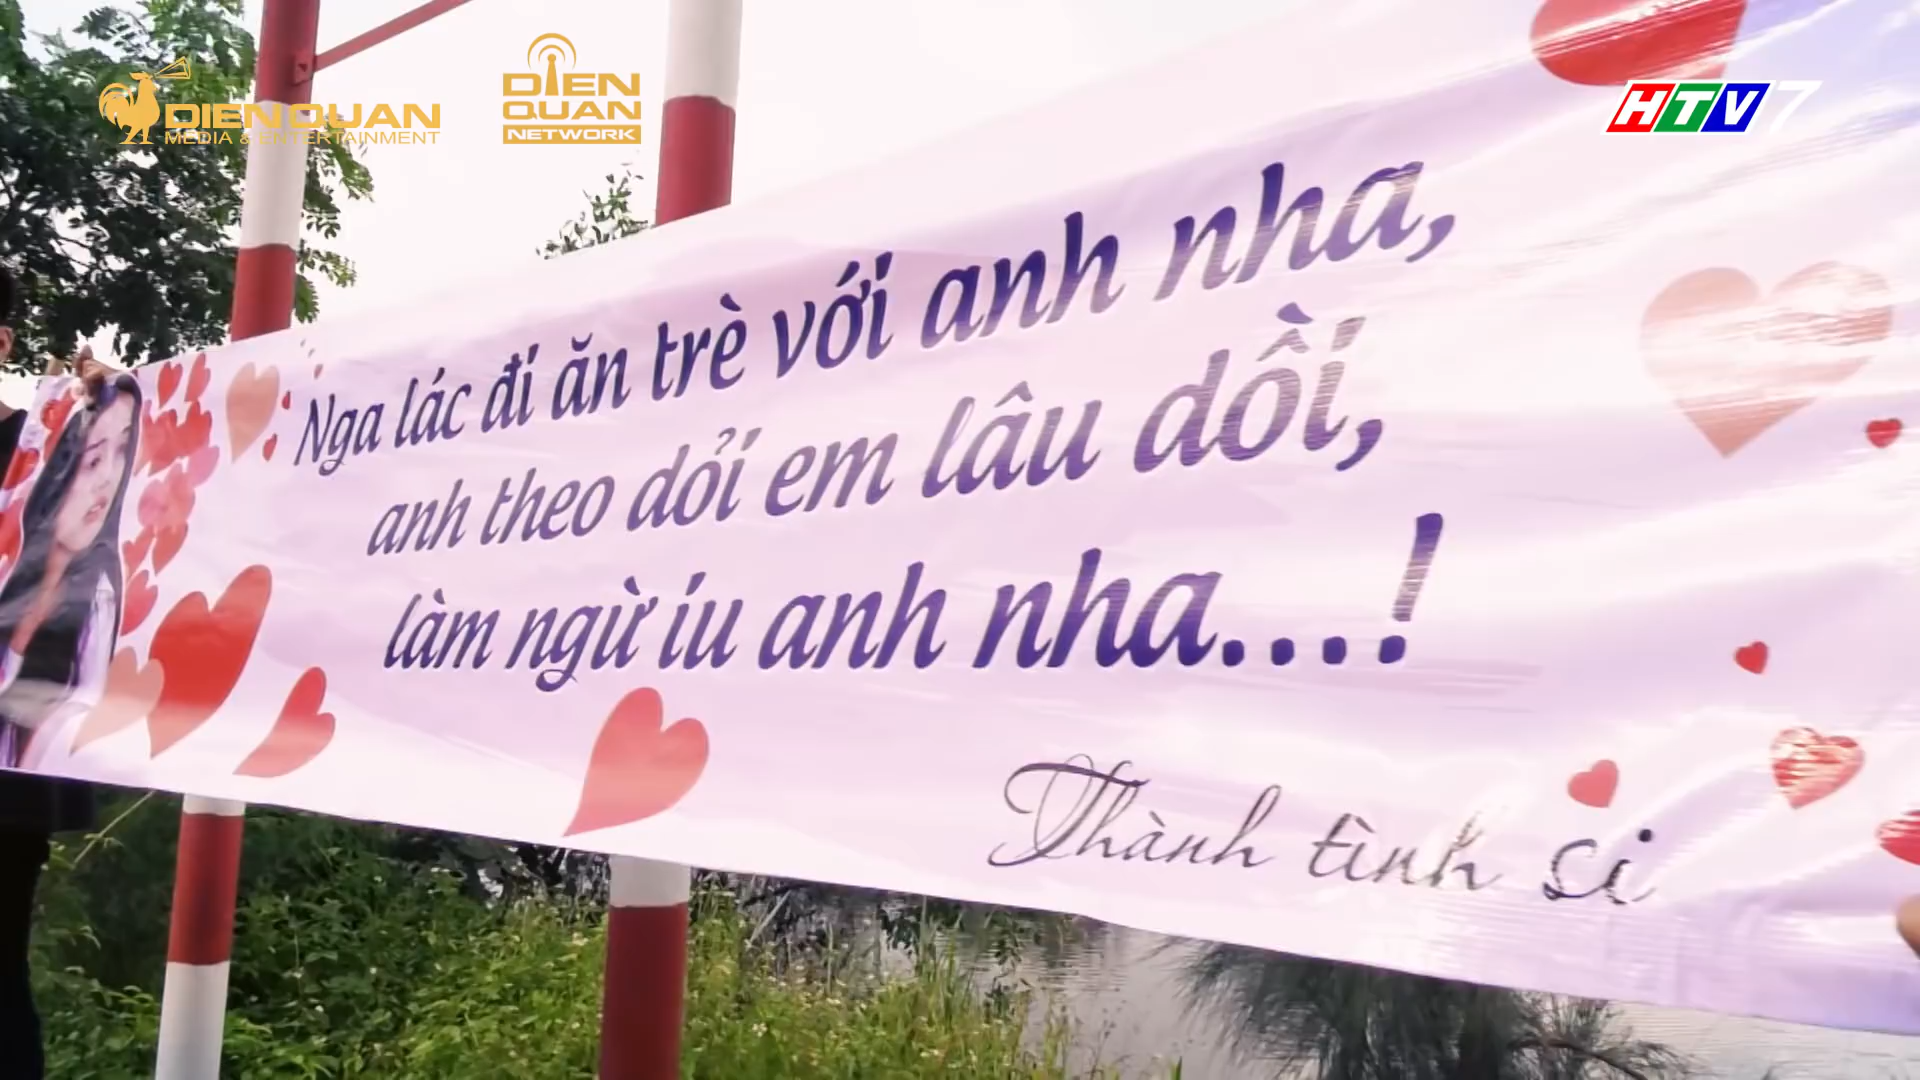 DIEN QUAN
MEDIA & ENTERTAINMENT
DIEN
QUAN
NETWORK
HTV7
Nga lác đi ăn trè với anh nha,
anh theo dỏi em lâu dồi,
làm ngừ íu anh nha...!
Thành tình si